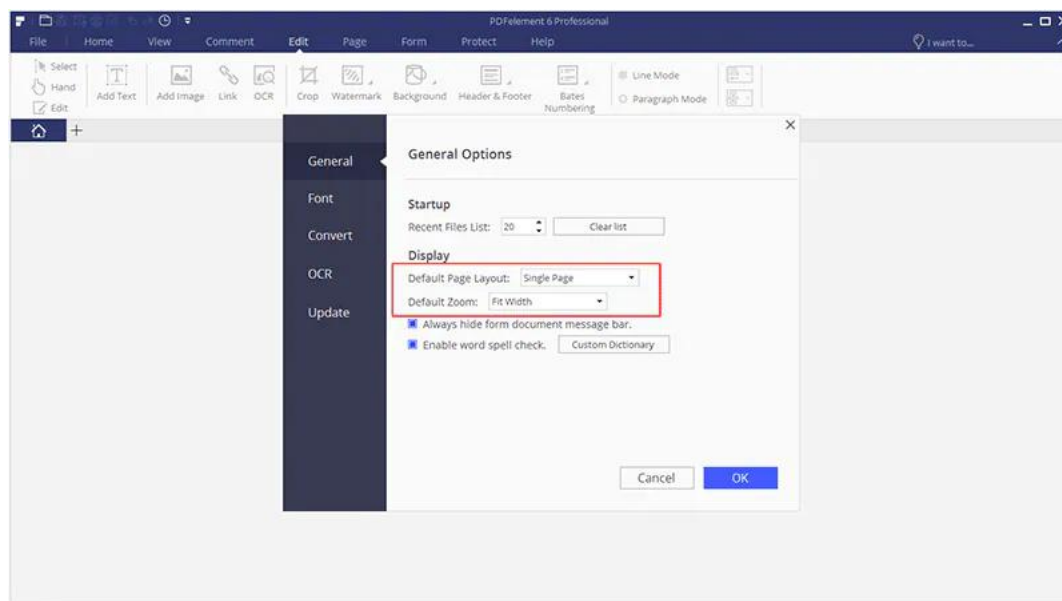 PDFelement 6 Professional
File Home View Comment Edit Page Form Protect Help I want to...
Select
Hand
Edit
Add Text Add Image Link OCR Crop Watermark Background Header & Footer Bates Numbering
Line Mode
Paragraph Mode
General
Font
Convert
OCR
Update
General Options
Startup
Recent Files List: 20 Clear list
Display
Default Page Layout: Single Page
Default Zoom: Fit Width
Always hide form document message bar.
Enable word spell check. Custom Dictionary
Cancel OK